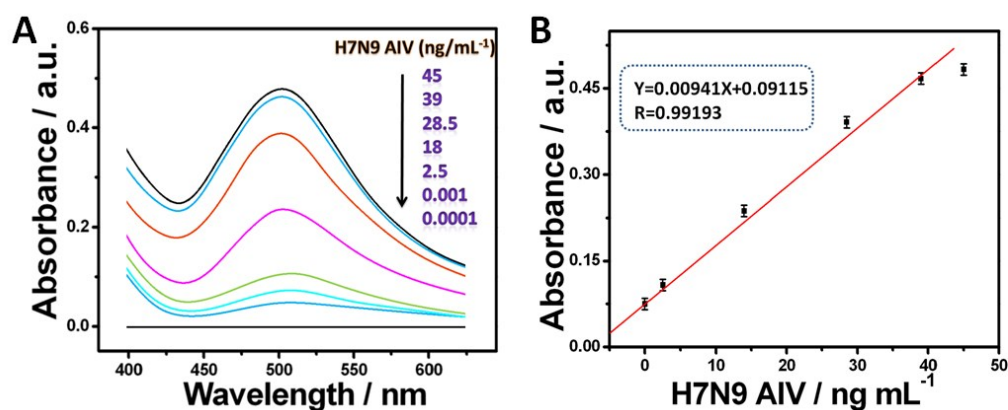 A
H7N9 AIV (ng/mL⁻¹)
45
39
28.5
18
2.5
0.001
0.0001
Absorbance / a.u.
0.6
0.4
0.2
0.0
400 450 500 550 600
Wavelength / nm
B
Y=0.00941X+0.09115
R=0.99193
Absorbance / a.u.
0.45
0.30
0.15
0.00
0 10 20 30 40 50
H7N9 AIV / ng mL⁻¹